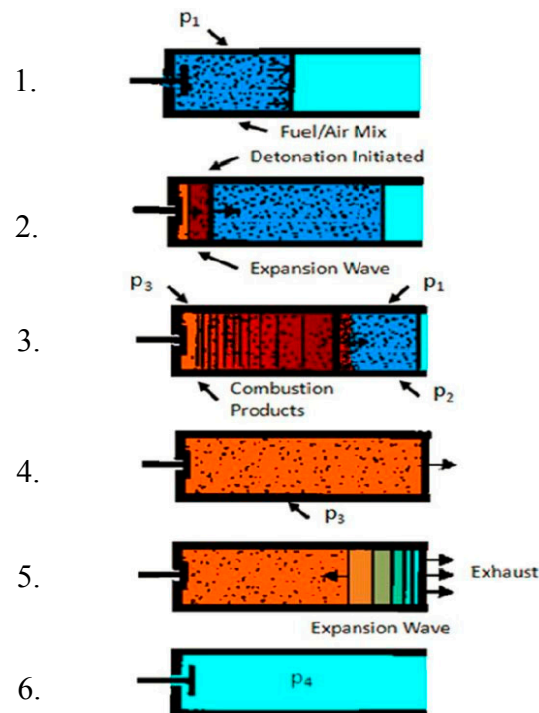 p1
1.
Fuel/Air Mix
Detonation Initiated
2.
Expansion Wave
p3 p1
3.
Combustion
Products
p2
4.
p3
5.
Exhaust
Expansion Wave
p4
6.